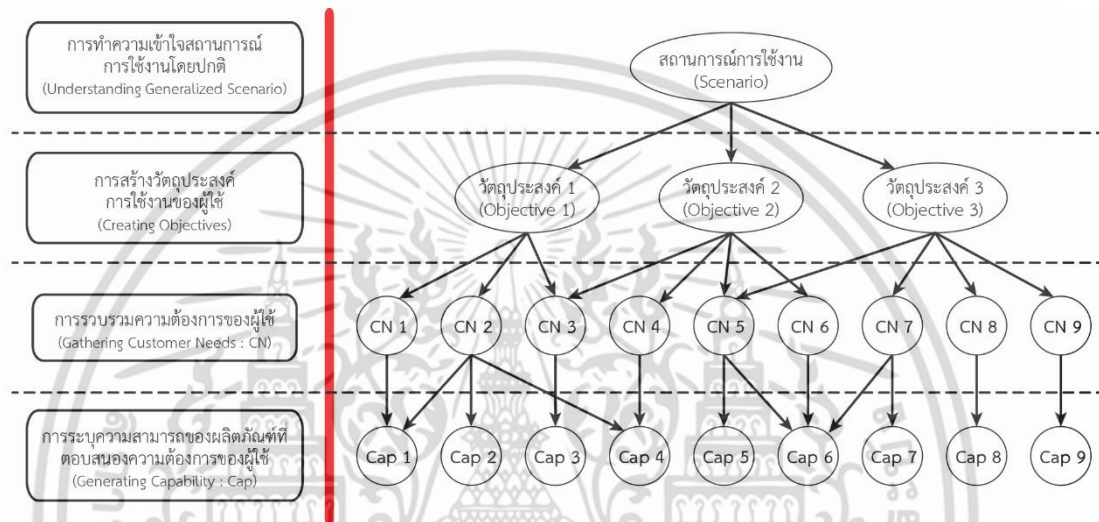 การทำความเข้าใจสถานการณ์
การใช้งานโดยปกติ
(Understanding Generalized Scenario)
สถานการณ์การใช้งาน
(Scenario)
การสร้างวัตถุประสงค์
การใช้งานของผู้ใช้
(Creating Objectives)
วัตถุประสงค์ 1
(Objective 1)
วัตถุประสงค์ 2
(Objective 2)
วัตถุประสงค์ 3
(Objective 3)
การรวบรวมความต้องการของผู้ใช้
(Gathering Customer Needs : CN)
CN 1
CN 2
CN 3
CN 4
CN 5
CN 6
CN 7
CN 8
CN 9
การระบุความสามารถของผลิตภัณฑ์ที่
ตอบสนองความต้องการของผู้ใช้
(Generating Capability : Cap)
Cap 1
Cap 2
Cap 3
Cap 4
Cap 5
Cap 6
Cap 7
Cap 8
Cap 9